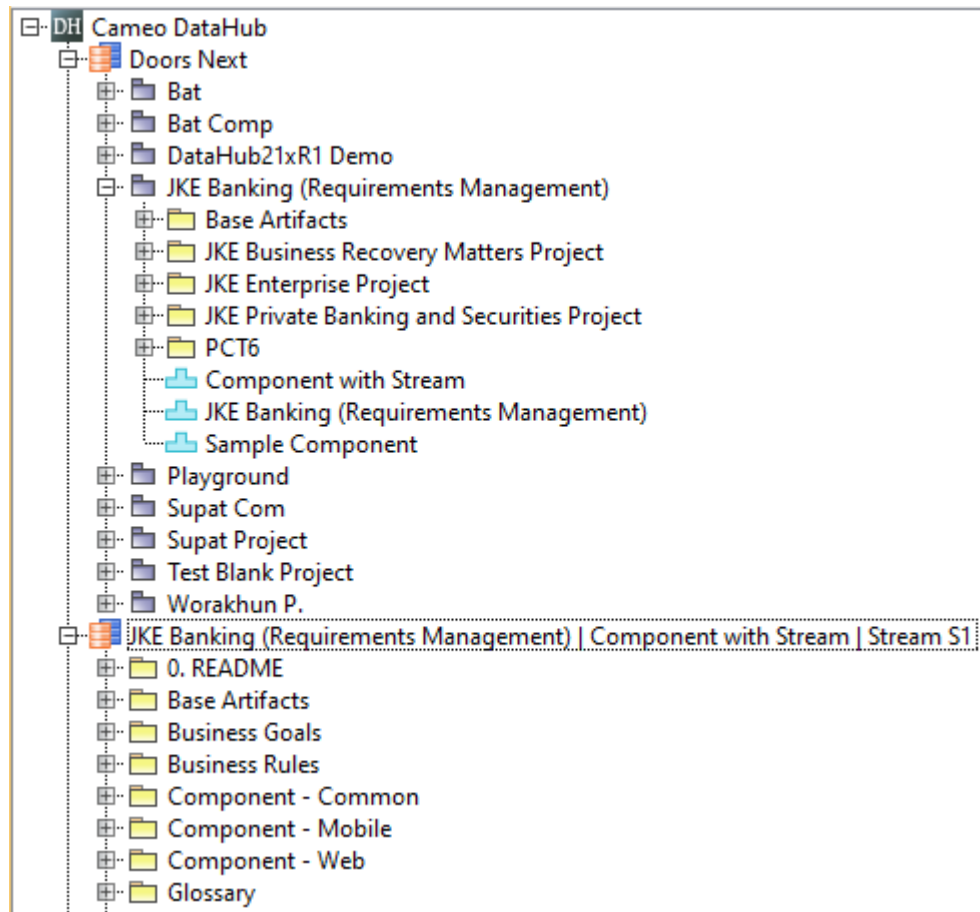 DH Cameo DataHub
Doors Next
Bat
Bat Comp
DataHub21xR1 Demo
JKE Banking (Requirements Management)
Base Artifacts
JKE Business Recovery Matters Project
JKE Enterprise Project
JKE Private Banking and Securities Project
PCT6
Component with Stream
JKE Banking (Requirements Management)
Sample Component
Playground
Supat Com
Supat Project
Test Blank Project
Worakhun P.
JKE Banking (Requirements Management) | Component with Stream | Stream S1
0. README
Base Artifacts
Business Goals
Business Rules
Component - Common
Component - Mobile
Component - Web
Glossary